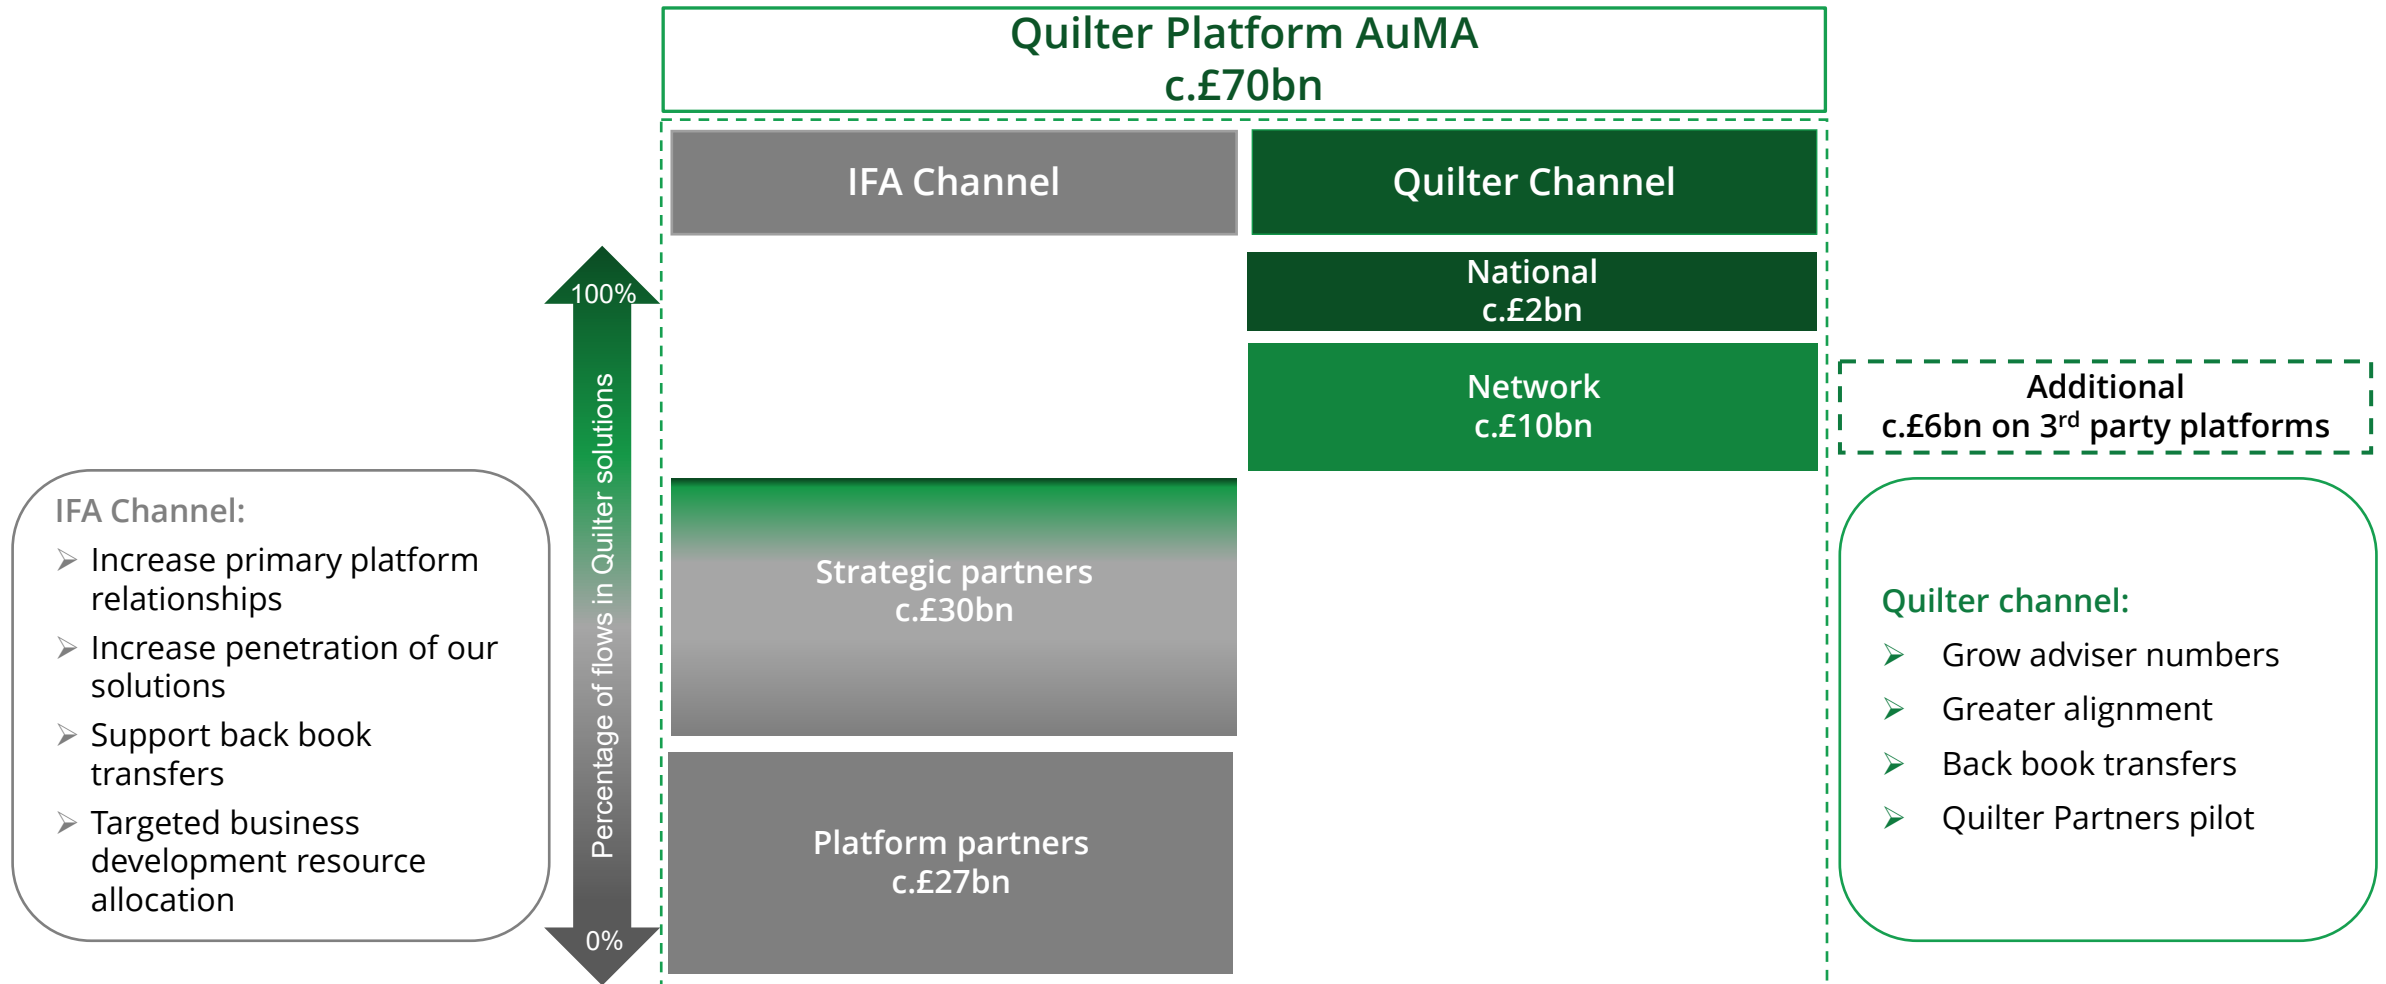 Quilter Platform AuMA
c.£70bn
IFA Channel
Quilter Channel
National
c.£2bn
Network
c.£10bn
Additional
c.£6bn on 3rd party platforms
100%
Percentage of flows in Quilter solutions
0%
Strategic partners
c.£30bn
Platform partners
c.£27bn
IFA Channel:
➢ Increase primary platform
relationships
➢ Increase penetration of our
solutions
➢ Support back book
transfers
➢ Targeted business
development resource
allocation
Quilter channel:
➢ Grow adviser numbers
➢ Greater alignment
➢ Back book transfers
➢ Quilter Partners pilot